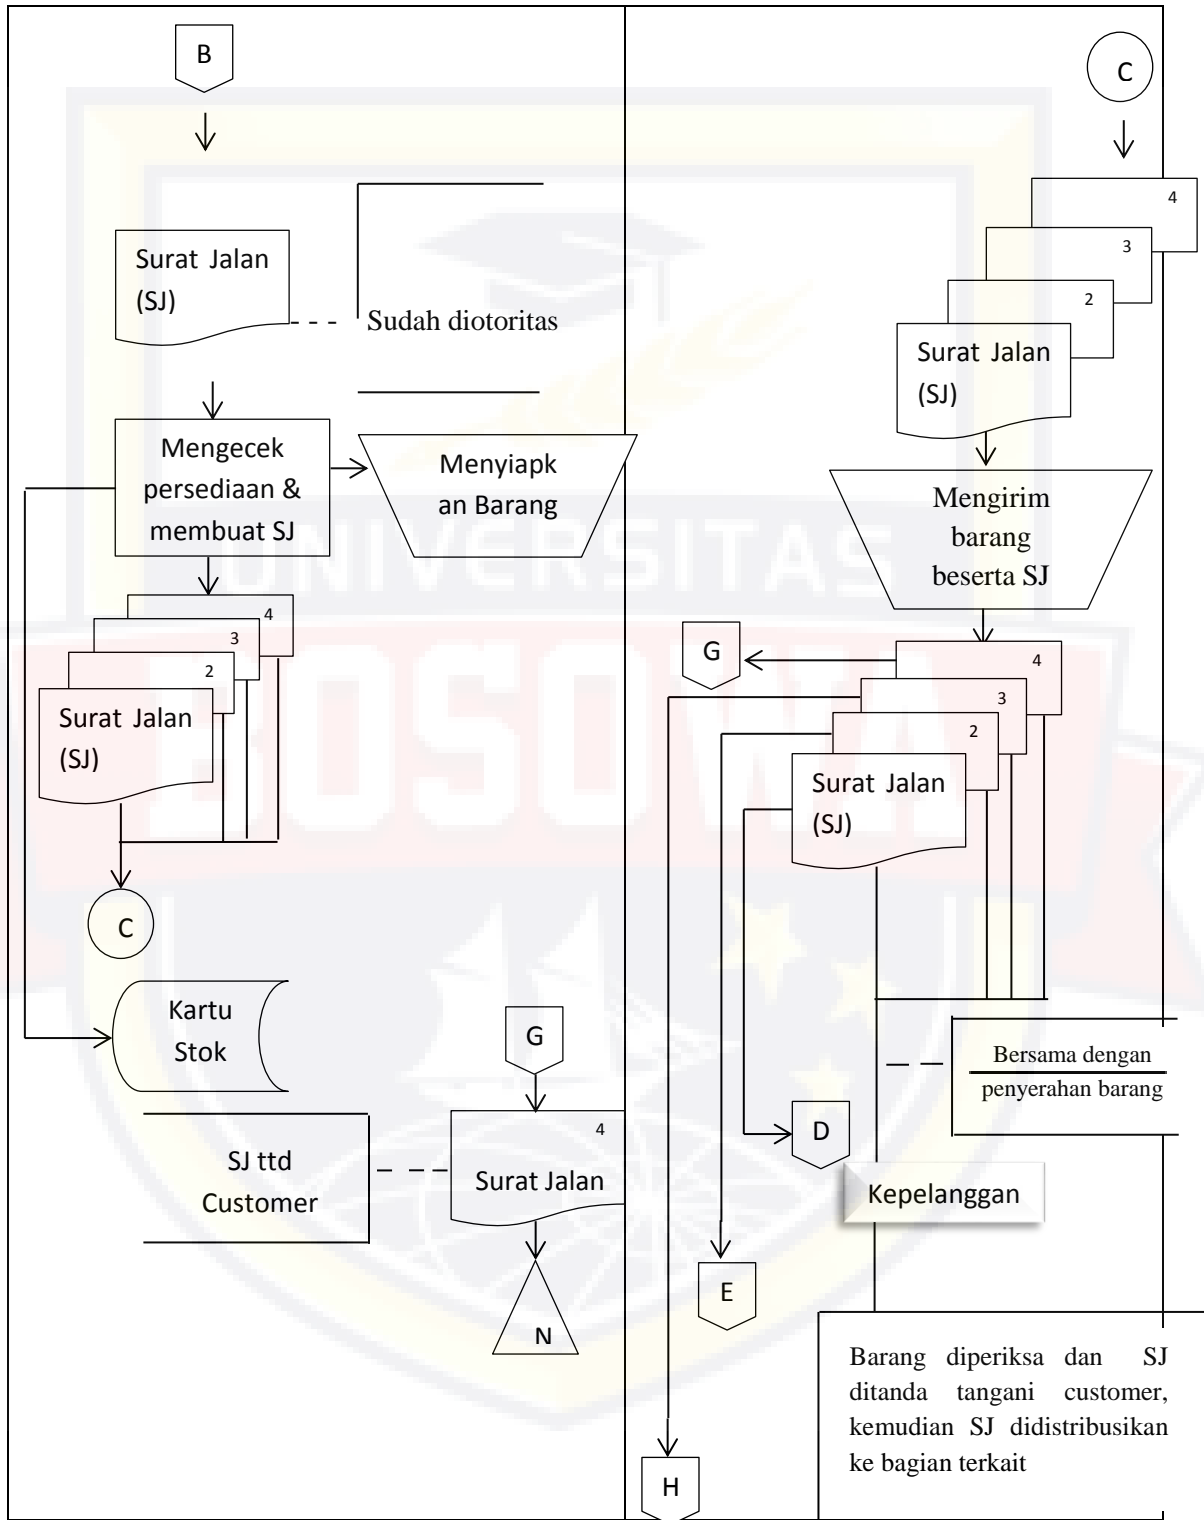 B
Surat Jalan
(SJ)
Sudah diotoritas
Mengecek
persediaan &
membuat SJ
Menyiapk
an Barang
4
3
2
Surat Jalan
(SJ)
C
Kartu
Stok
G
4
Surat Jalan
SJ ttd
Customer
N
C
4
3
2
Surat Jalan
(SJ)
Mengirim
barang
beserta SJ
G
4
3
2
Surat Jalan
(SJ)
Bersama dengan
penyerahan barang
D
Kepelanggan
E
Barang diperiksa dan SJ
ditanda tangani customer,
kemudian SJ didistribusikan
ke bagian terkait
H
UNIVERSITAS
BOSOWA